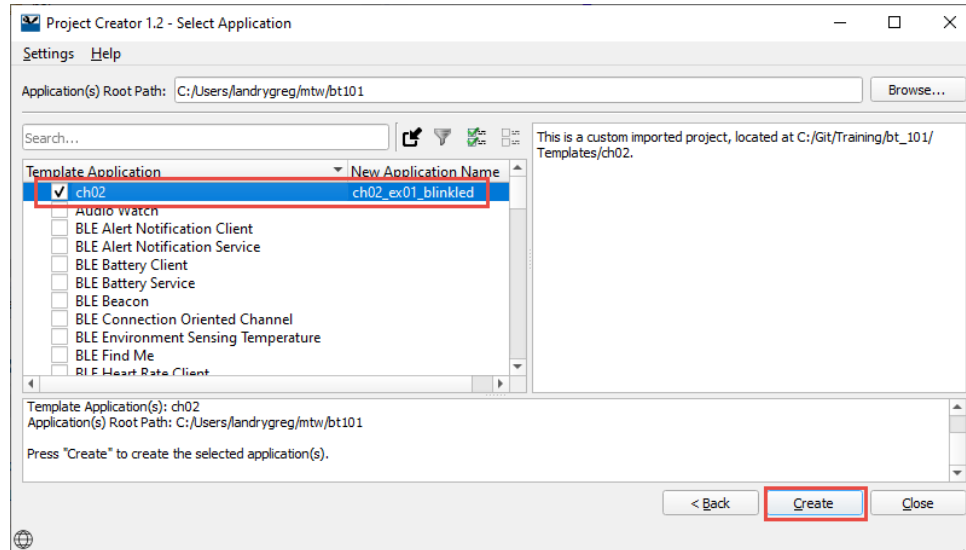 Project Creator 1.2 - Select Application
Settings Help
Application(s) Root Path: C:/Users/landrygreg/mtw/bt101 Browse...
Search...
This is a custom imported project, located at C:/Git/Training/bt_101/
Templates/ch02.
Template Application New Application Name
ch02 ch02_ex01_blinkled
Audio Watch
BLE Alert Notification Client
BLE Alert Notification Service
BLE Battery Client
BLE Battery Service
BLE Beacon
BLE Connection Oriented Channel
BLE Environment Sensing Temperature
BLE Find Me
BLE Heart Rate Client
Template Application(s): ch02
Application(s) Root Path: C:/Users/landrygreg/mtw/bt101
Press "Create" to create the selected application(s).
< Back Create Close